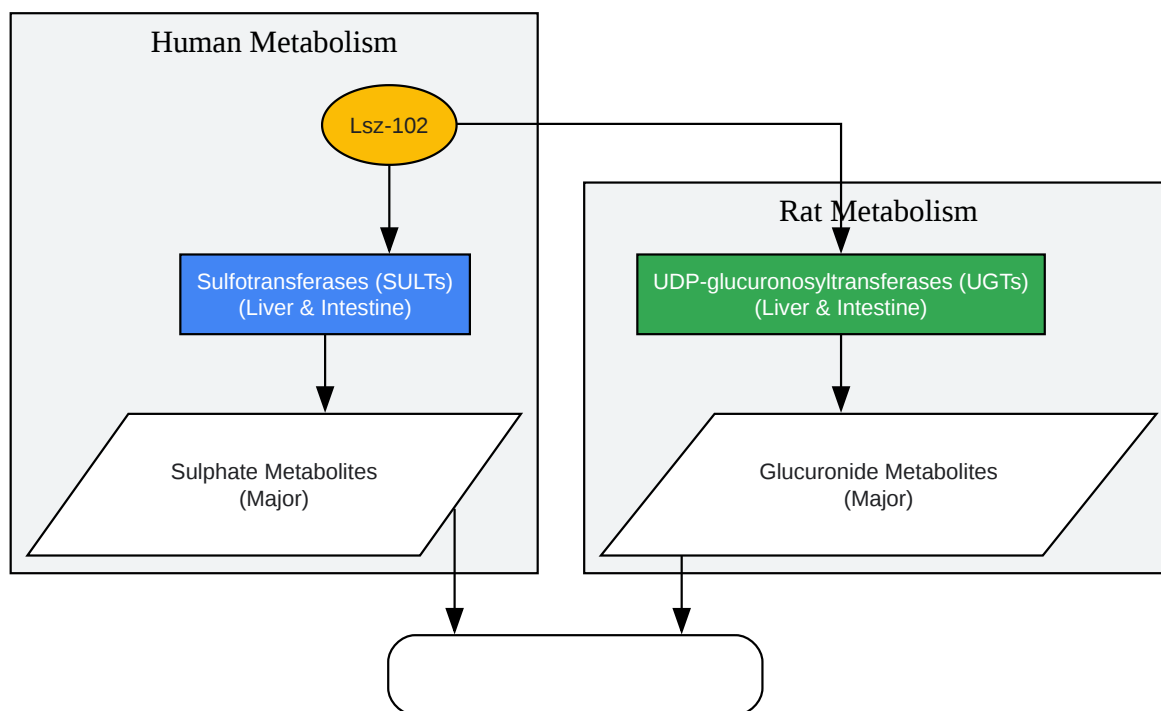 Human Metabolism
Lsz-102
Rat Metabolism
Sulfotransferases (SULTs)
(Liver & Intestine)
UDP-glucuronosyltransferases (UGTs)
(Liver & Intestine)
Sulphate Metabolites
(Major)
Glucuronide Metabolites
(Major)